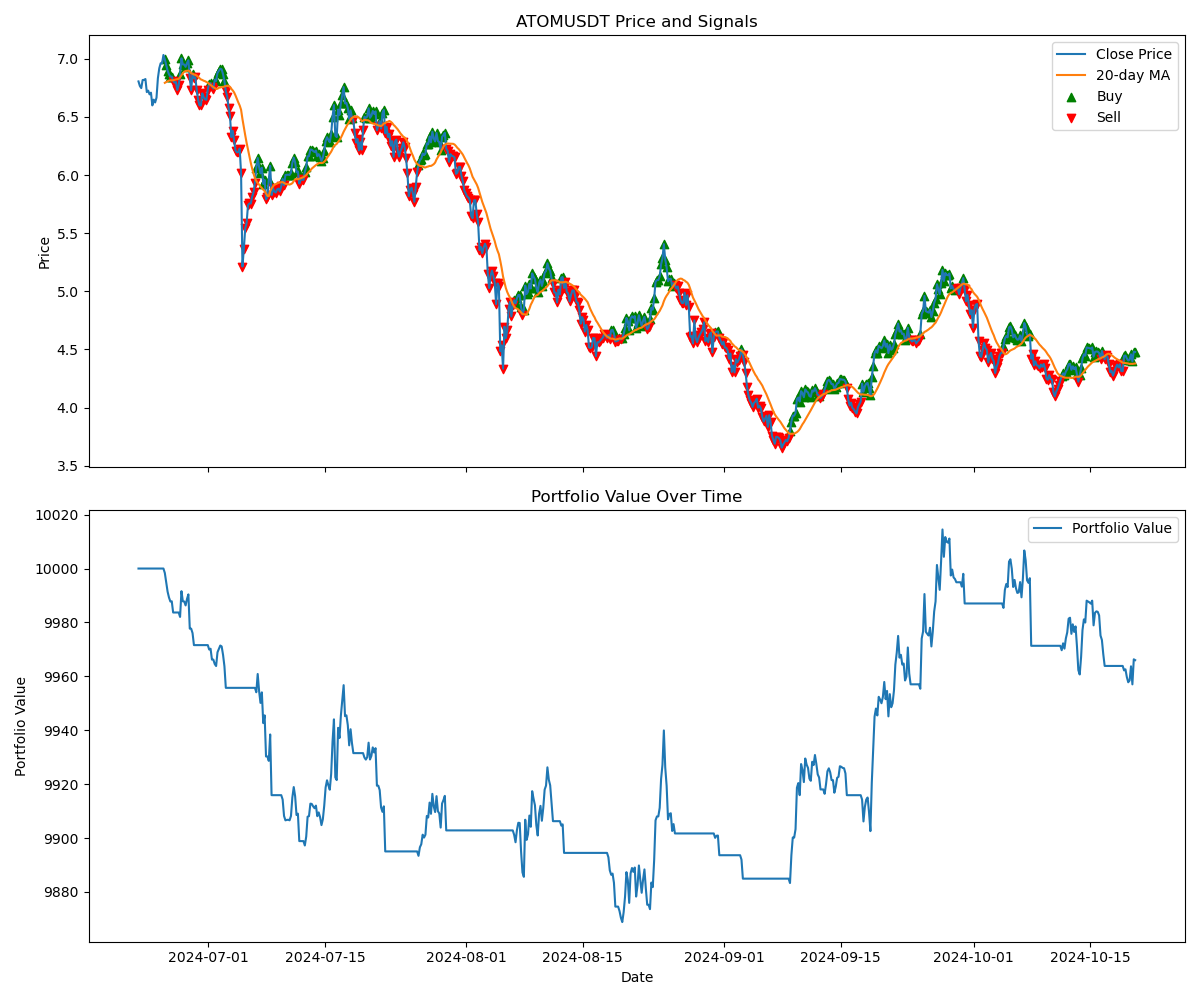 ATOMUSDT Price and Signals
Price
7.0
6.5
6.0
5.5
5.0
4.5
4.0
3.5
Close Price
20-day MA
Buy
Sell
Portfolio Value Over Time
Portfolio Value
10020
10000
9980
9960
9940
9920
9900
9880
Portfolio Value
2024-07-01
2024-07-15
2024-08-01
2024-08-15
2024-09-01
2024-09-15
2024-10-01
2024-10-15
Date